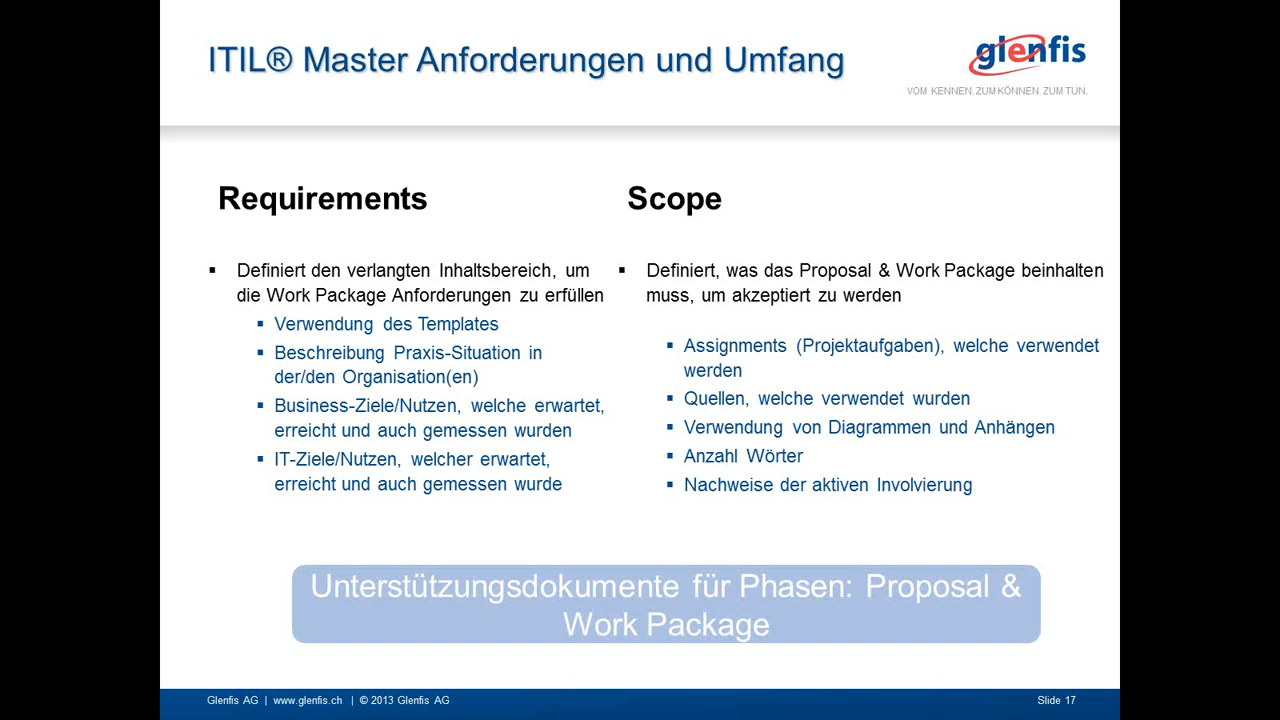 ITIL® Master Anforderungen und Umfang
glenfis
VOM KENNEN. ZUM KÖNNEN. ZUM TUN.
Requirements
▪ Definiert den verlangten Inhaltsbereich, um
die Work Package Anforderungen zu erfüllen
▪ Verwendung des Templates
▪ Beschreibung Praxis-Situation in
der/den Organisation(en)
▪ Business-Ziele/Nutzen, welche erwartet,
erreicht und auch gemessen wurden
▪ IT-Ziele/Nutzen, welcher erwartet,
erreicht und auch gemessen wurde
Scope
▪ Definiert, was das Proposal & Work Package beinhalten
muss, um akzeptiert zu werden
▪ Assignments (Projektaufgaben), welche verwendet
werden
▪ Quellen, welche verwendet wurden
▪ Verwendung von Diagrammen und Anhängen
▪ Anzahl Wörter
▪ Nachweise der aktiven Involvierung
Unterstützungsdokumente für Phasen: Proposal &
Work Package
Glenfis AG | www.glenfis.ch | © 2013 Glenfis AG
Slide 17